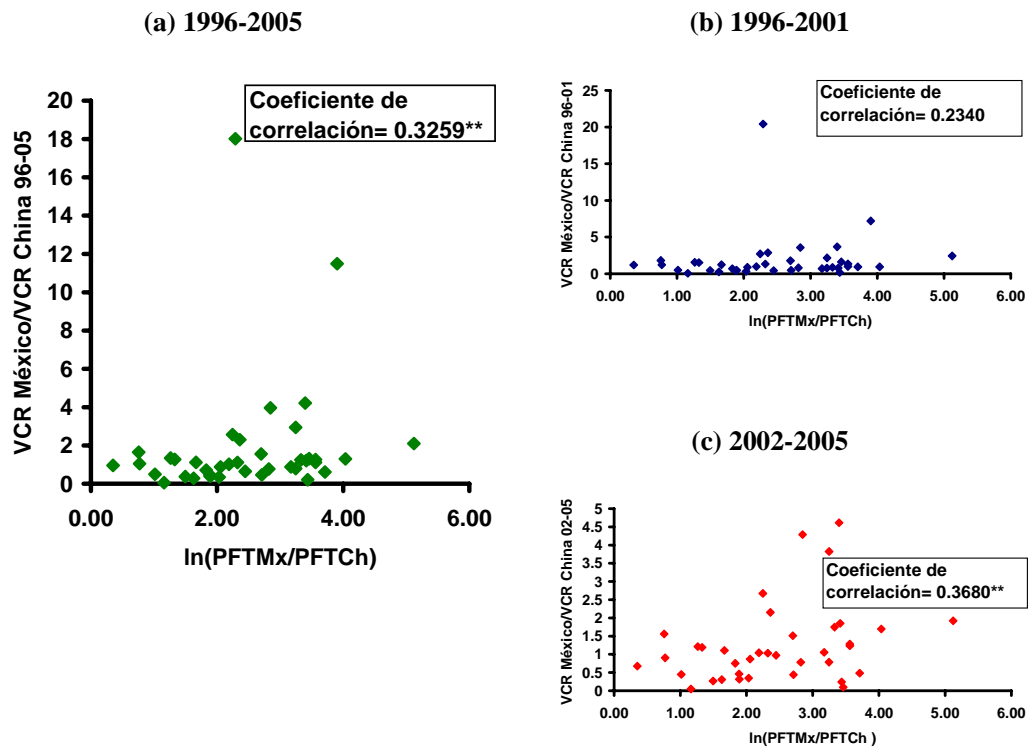 (a) 1996-2005
Coeficiente de
correlación= 0.3259**
VCR México/VCR China 96-05
20
18
16
14
12
10
8
6
4
2
0
0.00 2.00 4.00 6.00
ln(PFTMx/PFTCh)
(b) 1996-2001
Coeficiente de
correlación= 0.2340
VCR México/VCR China 96-01
25
20
15
10
5
0
0.00 1.00 2.00 3.00 4.00 5.00 6.00
ln(PFTMx/PFTCh)
(c) 2002-2005
Coeficiente de
correlación= 0.3680**
VCR México/VCR China 02-05
5
4.5
4
3.5
3
2.5
2
1.5
1
0.5
0
0.00 1.00 2.00 3.00 4.00 5.00 6.00
ln(PFTMx/PFTCh )